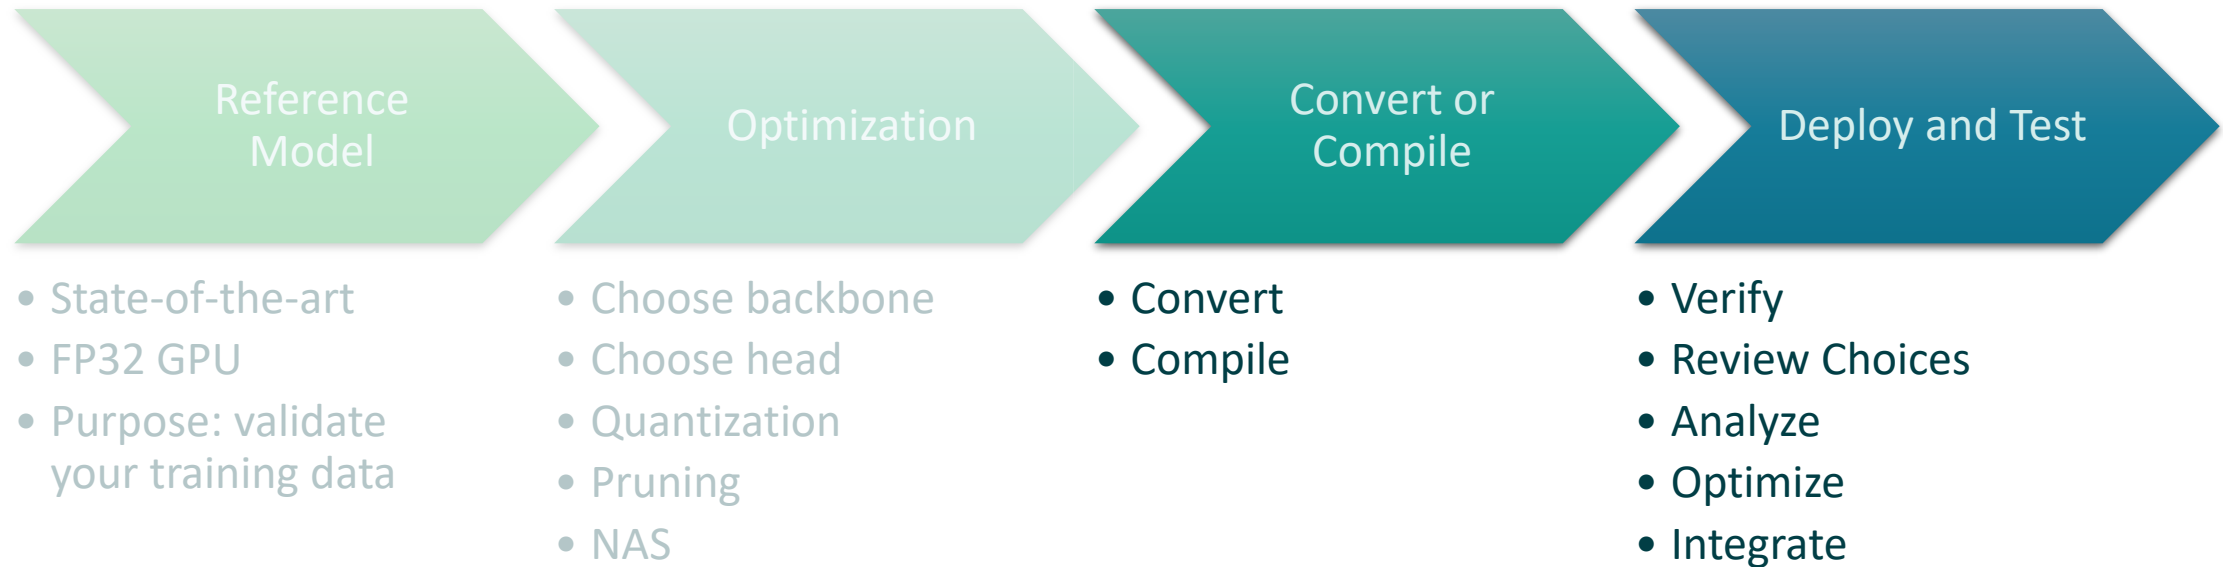 Reference
Model
Optimization
Convert or
Compile
Deploy and Test
• State-of-the-art
• FP32 GPU
• Purpose: validate
your training data
• Choose backbone
• Choose head
• Quantization
• Pruning
• NAS
• Convert
• Compile
• Verify
• Review Choices
• Analyze
• Optimize
• Integrate